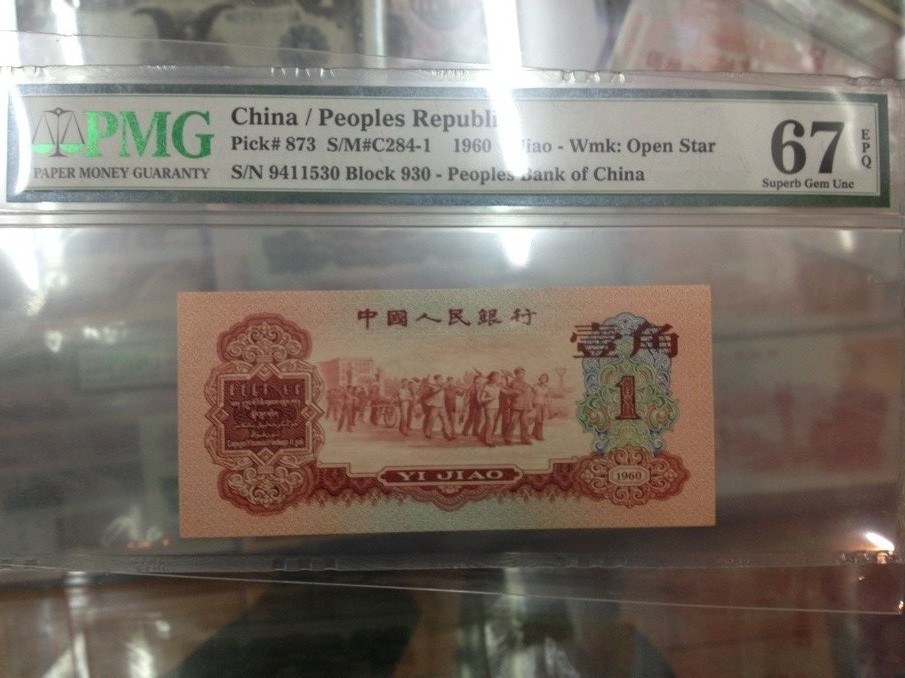 PMG
PAPER MONEY GUARANTY
China / Peoples Republi
Pick# 873 S/M#C284-1 1960 Jiao - Wmk: Open Star
S/N 9411530 Block 930 - Peoples Bank of China
67
EPQ
Superb Gem Unc
中國人民銀行
壹角
1
YI JIAO
1960